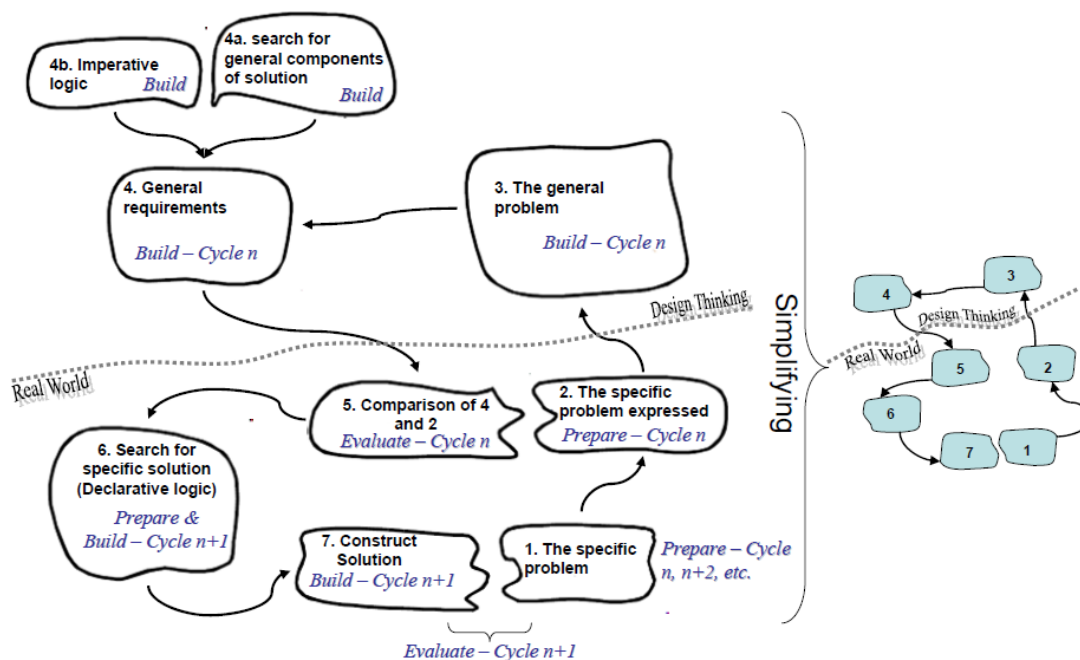 4a. search for
general components
of solution
Build
4b. Imperative
logic
Build
4. General
requirements
Build – Cycle n
3. The general
problem
Build – Cycle n
Design Thinking
Real World
5. Comparison of 4
and 2
Evaluate – Cycle n
2. The specific
problem expressed
Prepare – Cycle n
6. Search for
specific solution
(Declarative logic)
Prepare &
Build – Cycle n+1
7. Construct
Solution
Build – Cycle n+1
1. The specific
problem
Prepare – Cycle
n, n+2, etc.
Evaluate – Cycle n+1
Simplifying
3
4
Design Thinking
Real World
5
2
6
7
1